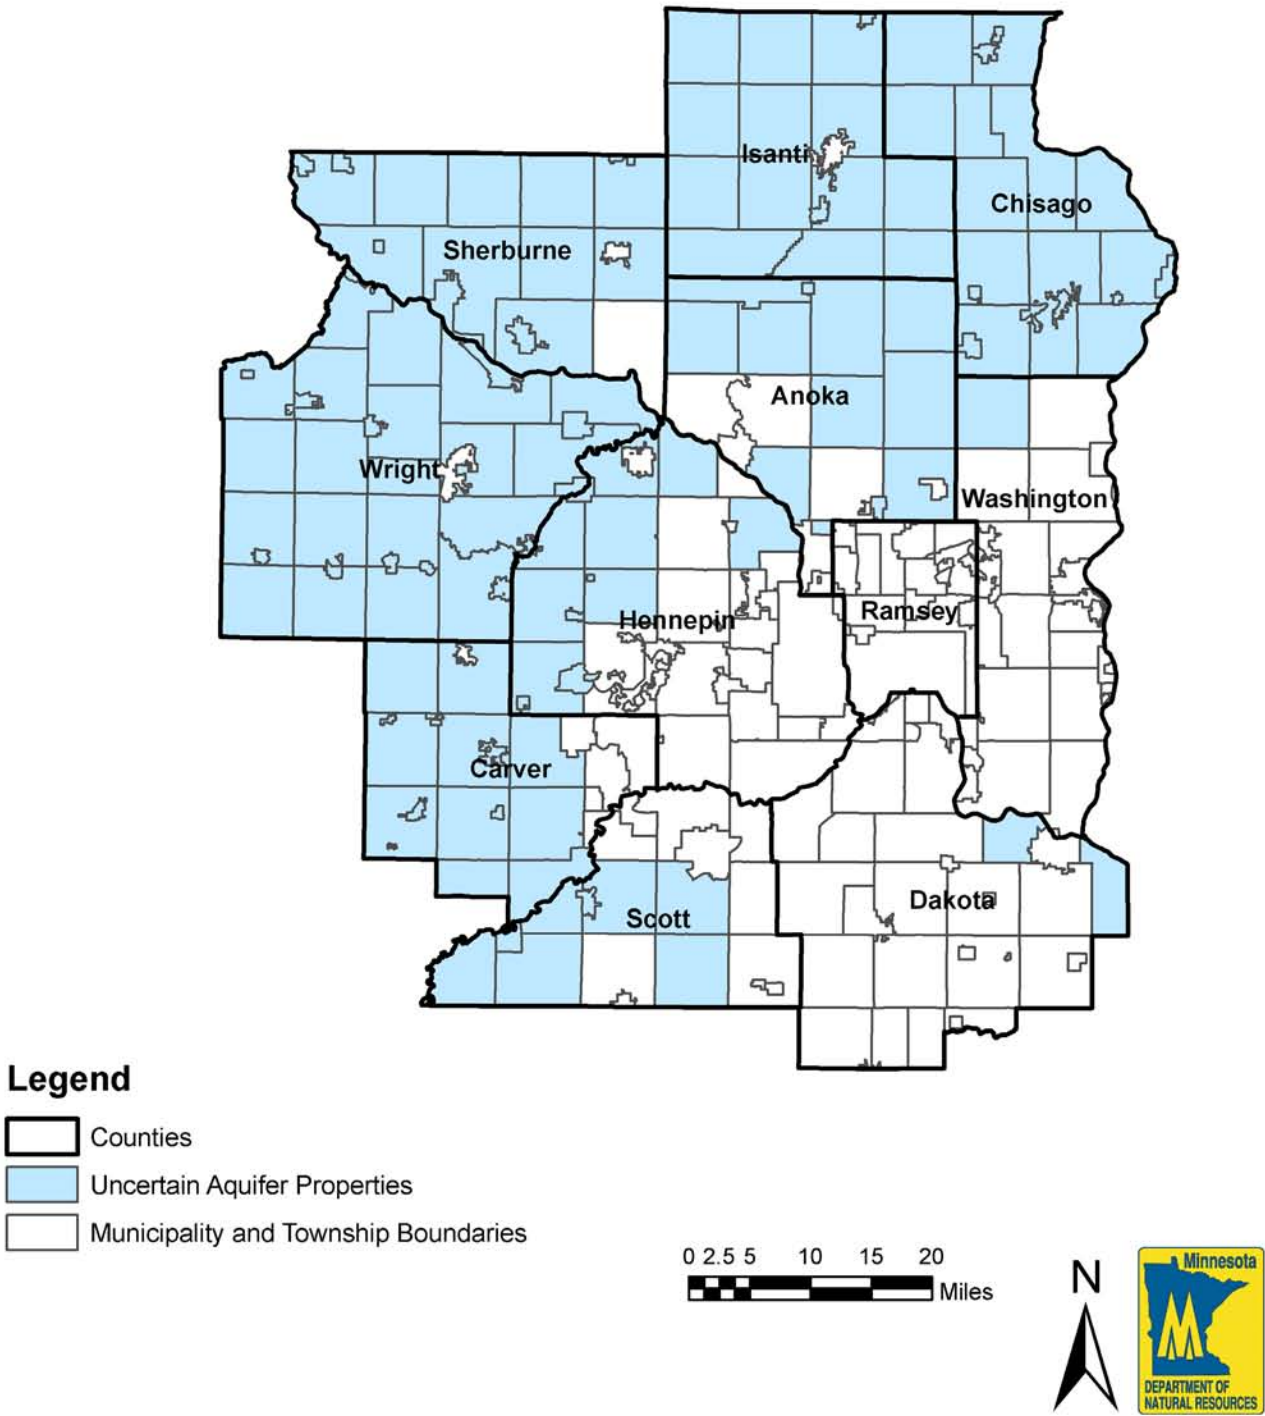 Isanti
Chisago
Sherburne
Anoka
Wright
Washington
Hennepin
Ramsey
Carver
Dakota
Scott
Legend
Counties
Uncertain Aquifer Properties
Municipality and Township Boundaries
0 2.5 5 10 15 20
Miles
N
Minnesota
DEPARTMENT OF
NATURAL RESOURCES